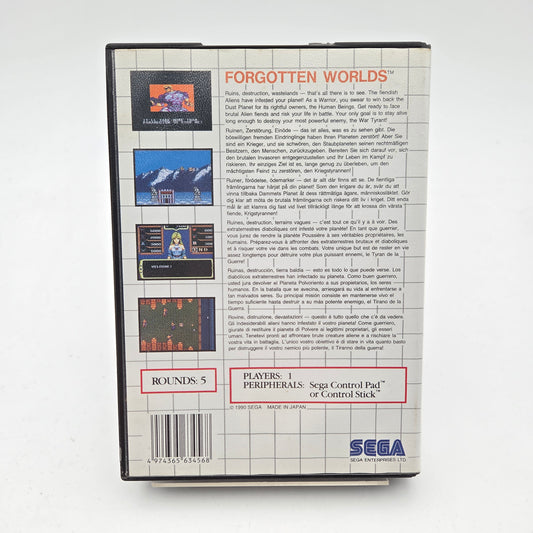 FORGOTTEN WORLDS™
Ruins, destruction, wastelands — that's all there is to see. The fiendish
Aliens have infested your planet! As a Warrior, you swear to win back the
Dust Planet for its rightful owners, the Human Beings. Get ready to face
brutal Alien fiends and risk your life in battle. Your only goal is to stay alive
long enough to destroy your most powerful enemy, the War Tyrant!
Ruinen, Zerstörung, Einöde — das ist alles, was es zu sehen gibt. Die
böswilligen fremden Eindringlinge haben Ihren Planeten zerstört! Aber Sie
sind ein Krieger, und sie schwören, den Staubplaneten seinen rechtmäßigen
Besitzern, den Menschen, zurückzugeben. Bereiten Sie sich darauf vor, sich
den brutalen Invasoren entgegenzustellen und Ihr Leben im Kampf zu
riskieren. Ihr einziges Ziel ist es, lange genug zu überleben, um den
mächtigsten Feind zu zerstören, den Kriegstyrannen!
Ruiner, förödelse, ödemarker — det är allt där finns att se. De fientliga
främlingarna har härjat på din planet! Som den krigare du är, svär du att
vinna tillbaka Dammets Planet åt dess rättmätiga ägare, människosläktet. Gör
dig klar att möta de brutala främlingarna och riskera ditt liv i kriget. Ditt enda
mål är att klamra dig fast vid livet tillräckligt länge för att krossa din värsta
fiende, Krigstyrannen!
Ruines, destruction, terrains vagues — c'est tout ce qu'il y a à voir. Des
extraterrestres diaboliques ont infesté votre planète! En tant que guerrier,
vous jurez de rendre la planète Poussière à ses véritables propriétaires, les
humains. Préparez-vous à affronter des extraterrestres brutaux et diaboliques
et à risquer votre vie dans les combats. Votre unique but est de rester en vie
assez longtemps pour détruire votre plus puissant ennemi, le Tyran de la
Guerre!
Ruinas, destrucción, tierra baldía — esto es todo lo que puede verse. Los
diabólicos extraterrestres han infestado su planeta. Como buen guerrero,
usted jura devolver el Planeta Polvoriento a sus propietarios, los seres
humanos. En la batalla que se avecina, arriesgará su vida al enfrentarse a
tan malvados seres. Su principal misión consiste en mantenerse vivo el
tiempo suficiente hasta destruir a su más poderoso enemigo, el Tirano de la
Guerra.
Rovine, distruzione, devastazioni — questo è tutto quello che c'è da vedere.
Gli indesiderabili alieni hanno infestato il vostro pianeta! Come guerriero,
giurate di restituire il pianeta di Polvere ai legittimi proprietari, gli esseri
umani. Tenetevi pronti ad affrontare brutali creature aliene e a rischiare la
vostra vita in battaglia. L'unico vostro obiettivo è di stare in vita quanto basta
per distruggere il vostro nemico più potente, il Tiranno della guerra!
WELCOME!
ROUNDS: 5
PLAYERS: 1
PERIPHERALS: Sega Control Pad™
or Control Stick™
© 1990 SEGA MADE IN JAPAN
4 974365 634568
SEGA
SEGA ENTERPRISES LTD.